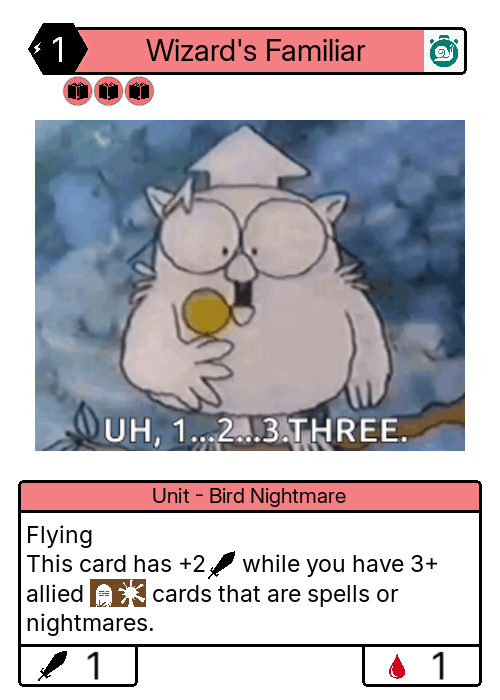 1 Wizard's Familiar
UH, 1...2...3.THREE.
Unit - Bird Nightmare
Flying
This card has +2 while you have 3+
allied cards that are spells or
nightmares.
1 1